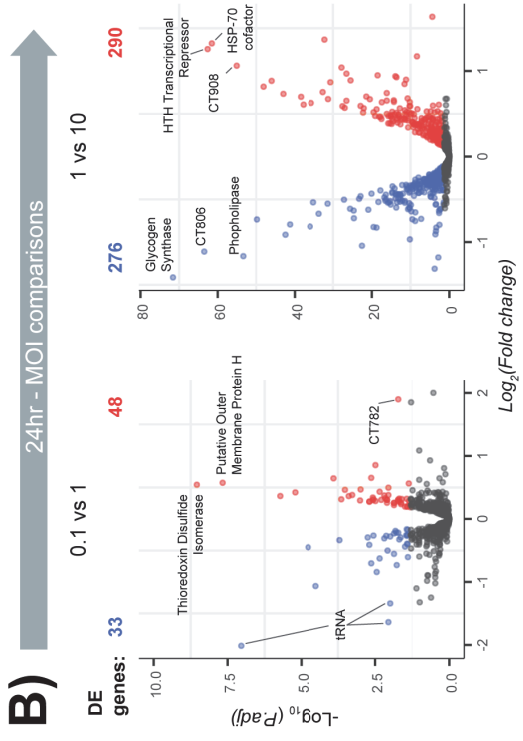 B)
24hr - MOI comparisons
0.1 vs 1
1 vs 10
DE
genes:
33
48
276
290
Thioredoxin Disulfide
Isomerase
Putative Outer
Membrane Protein H
CT782
tRNA
Glycogen
Synthase
CT806
Phopholipase
HTH Transcriptional
Repressor
HSP-70
cofactor
CT908
-Log10 (P.adj)
10.0
7.5
5.0
2.5
0.0
-2
-1
0
1
2
80
60
40
20
0
-1
0
1
Log2(Fold change)